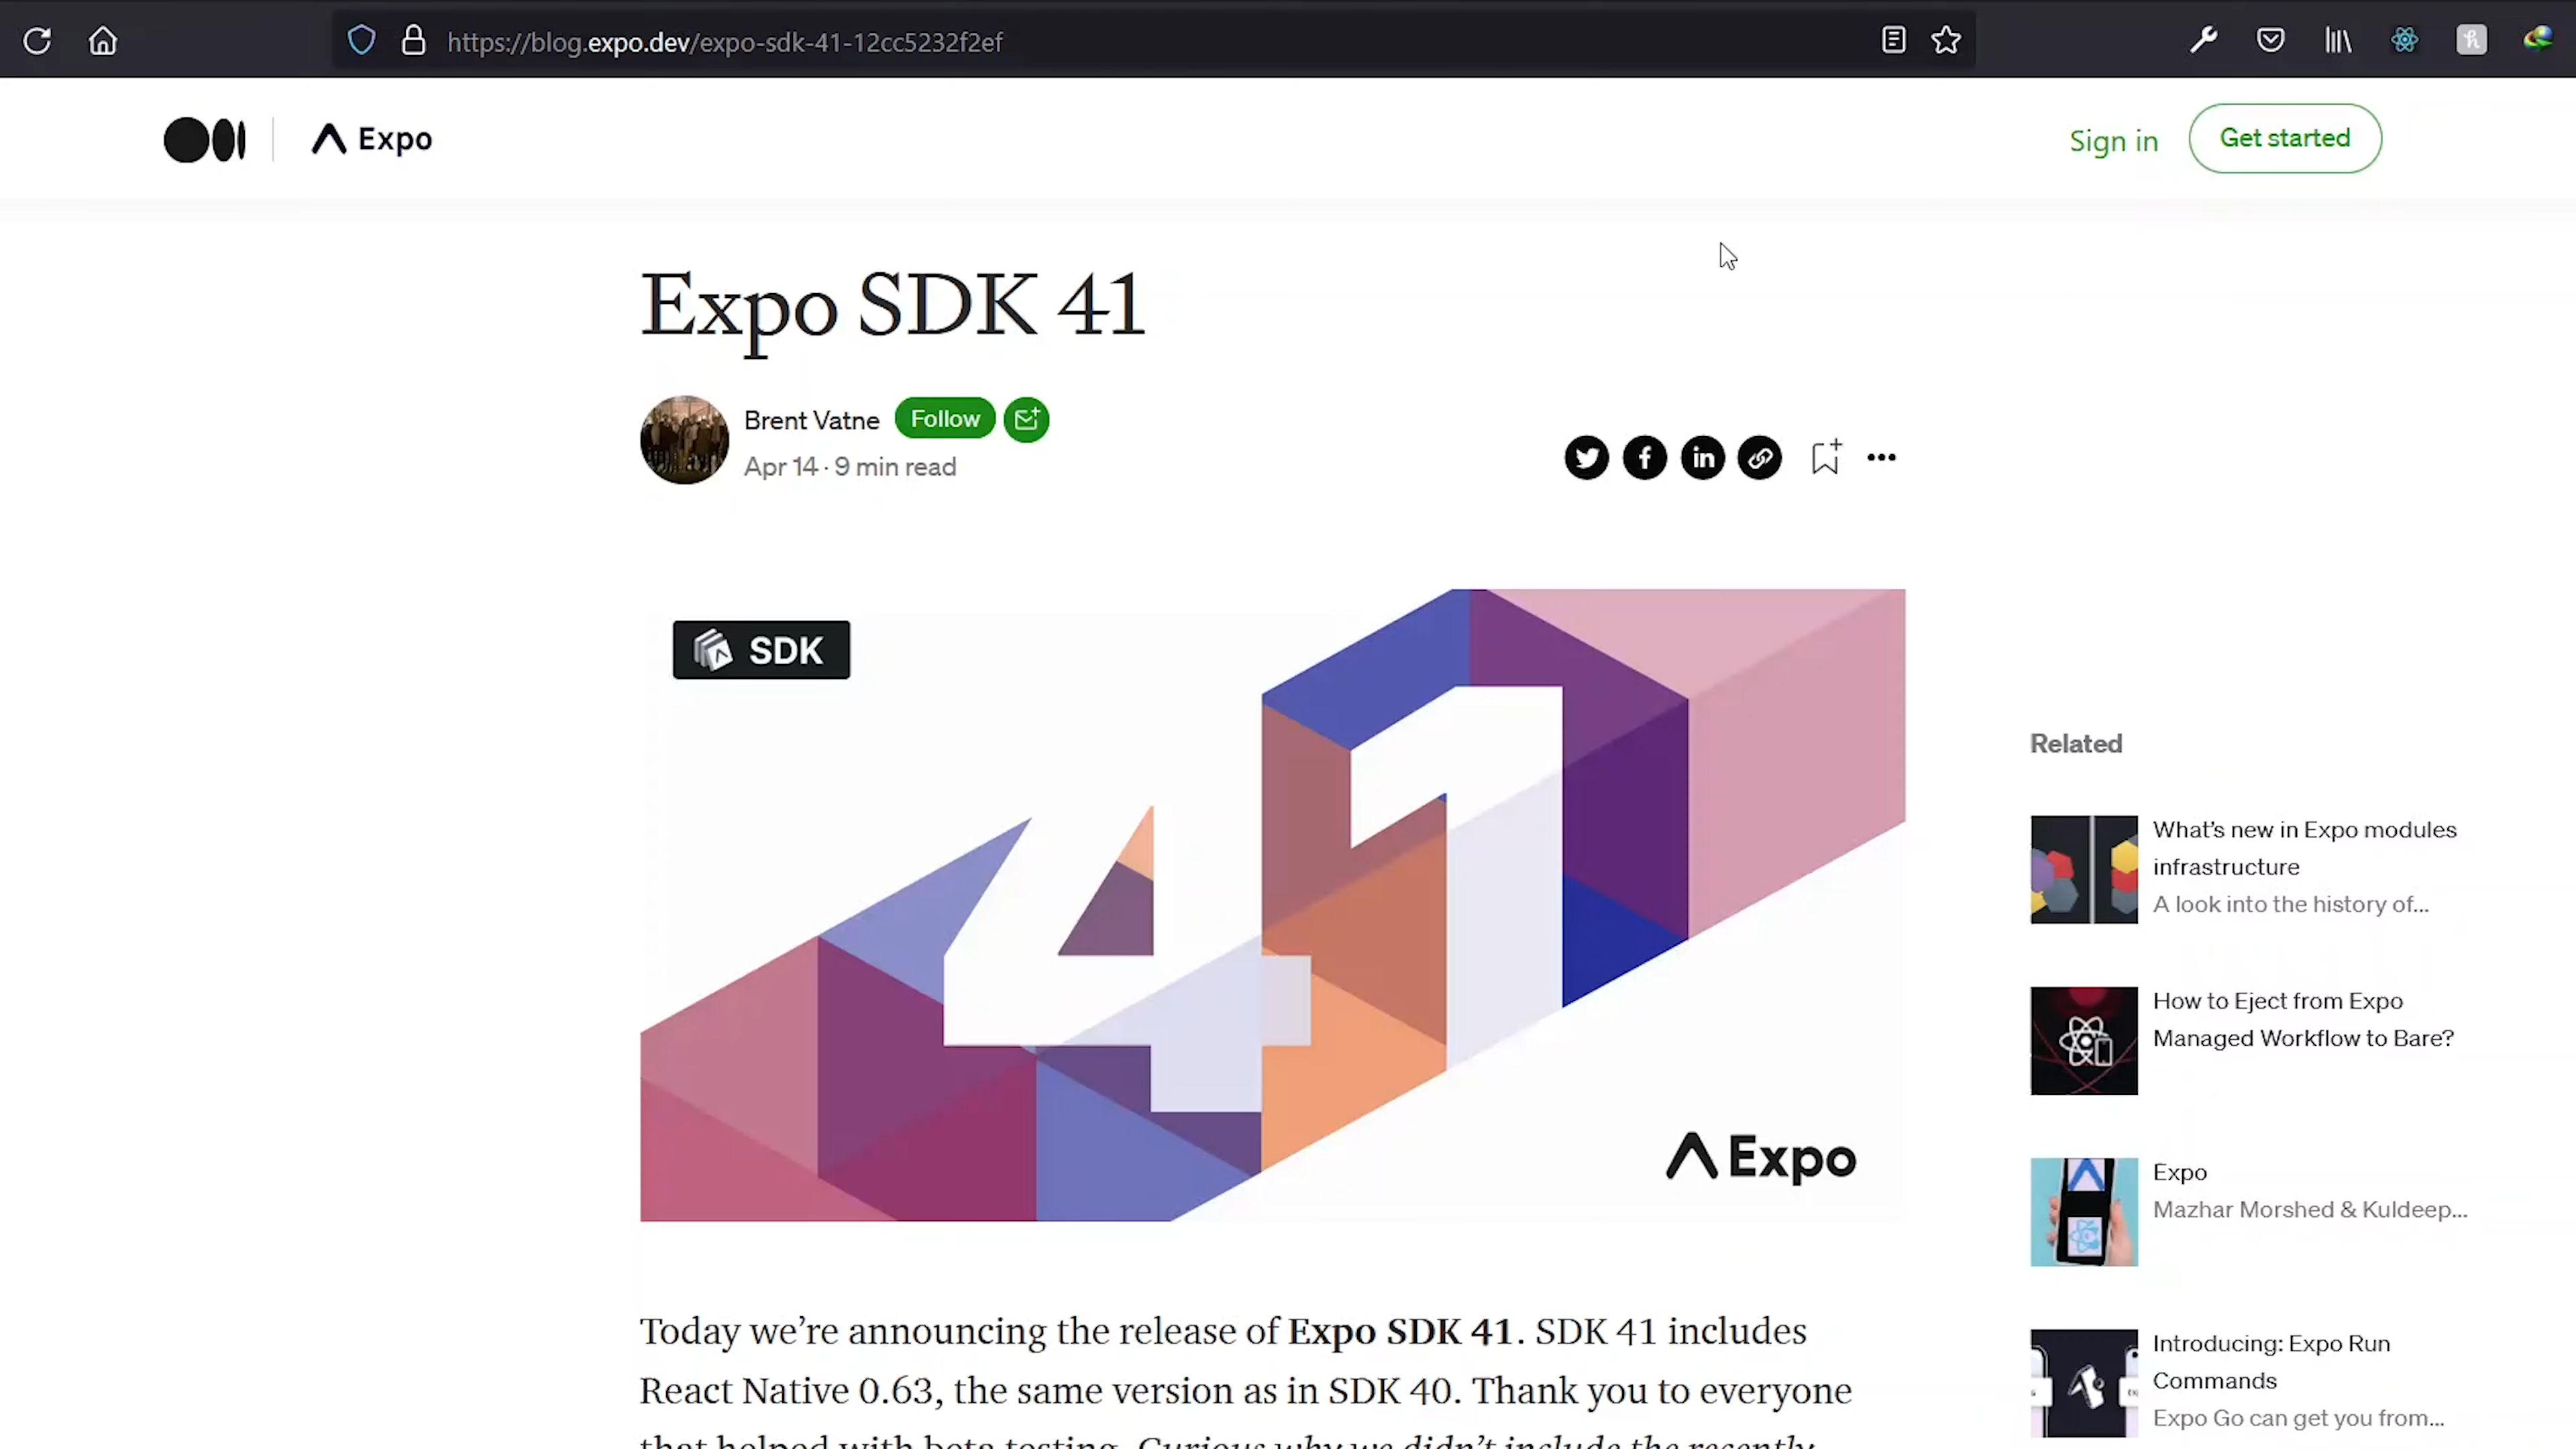 https://blog.expo.dev/expo-sdk-41-12cc5232f2ef
Expo
Sign in
Get started
Expo SDK 41
Brent Vatne
Follow
Apr 14 · 9 min read
SDK
41
Expo
Related
What's new in Expo modules
infrastructure
A look into the history of...
How to Eject from Expo
Managed Workflow to Bare?
Expo
Mazhar Morshed & Kuldeep...
Introducing: Expo Run
Commands
Expo Go can get you from...
Today we're announcing the release of Expo SDK 41. SDK 41 includes
React Native 0.63, the same version as in SDK 40. Thank you to everyone
that helped with beta testing. Curious why we didn't include the recently